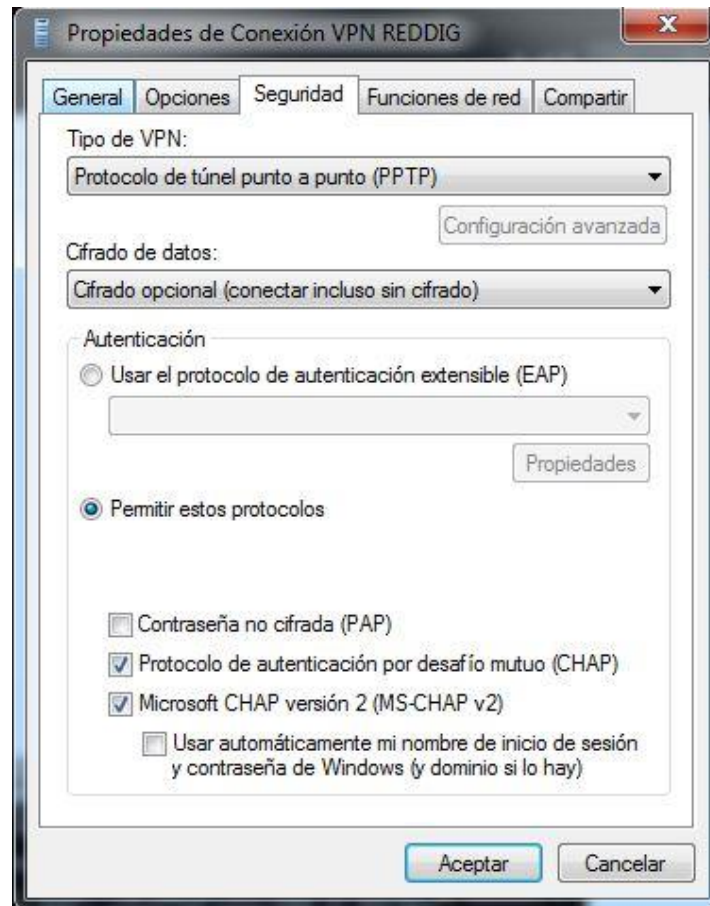 Propiedades de Conexión VPN REDDIG
General Opciones Seguridad Funciones de red Compartir
Tipo de VPN:
Protocolo de túnel punto a punto (PPTP)
Configuración avanzada
Cifrado de datos:
Cifrado opcional (conectar incluso sin cifrado)
Autenticación
Usar el protocolo de autenticación extensible (EAP)
Propiedades
Permitir estos protocolos
Contraseña no cifrada (PAP)
Protocolo de autenticación por desafío mutuo (CHAP)
Microsoft CHAP versión 2 (MS-CHAP v2)
Usar automáticamente mi nombre de inicio de sesión
y contraseña de Windows (y dominio si lo hay)
Aceptar Cancelar